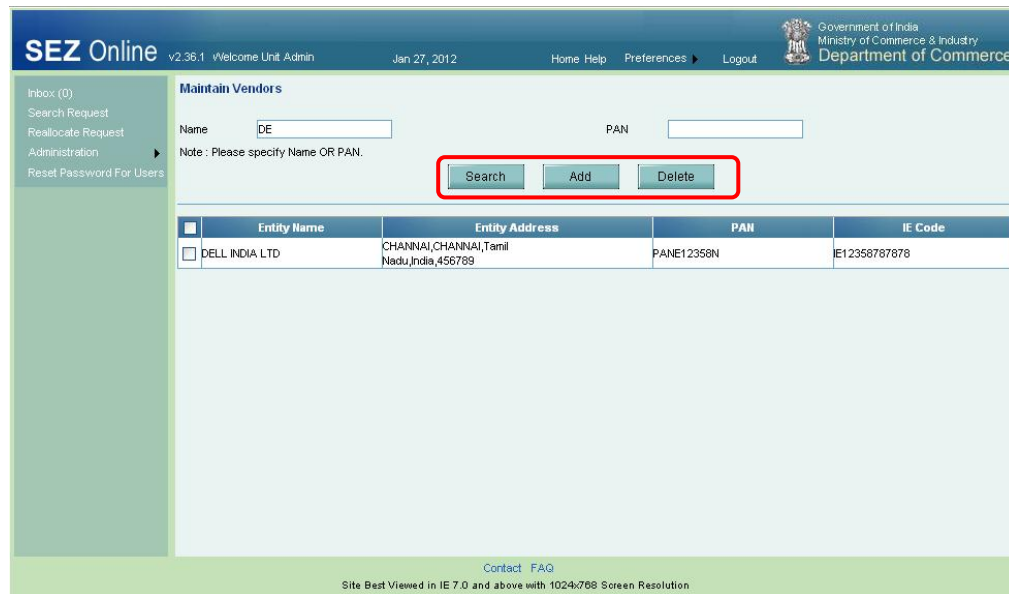 Government of India
Ministry of Commerce & Industry
Department of Commerce
SEZ Online v2.36.1 Welcome Unit Admin Jan 27, 2012 Home Help Preferences Logout
Inbox (0)
Search Request
Reallocate Request
Administration
Reset Password For Users
Maintain Vendors
Name DE PAN
Note : Please specify Name OR PAN.
Search Add Delete
Entity Name Entity Address PAN IE Code
DELL INDIA LTD CHANNAI,CHANNAI,Tamil Nadu,India,456789 PANE12358N IE12358787878
Contact FAQ
Site Best Viewed in IE 7.0 and above with 1024x768 Screen Resolution